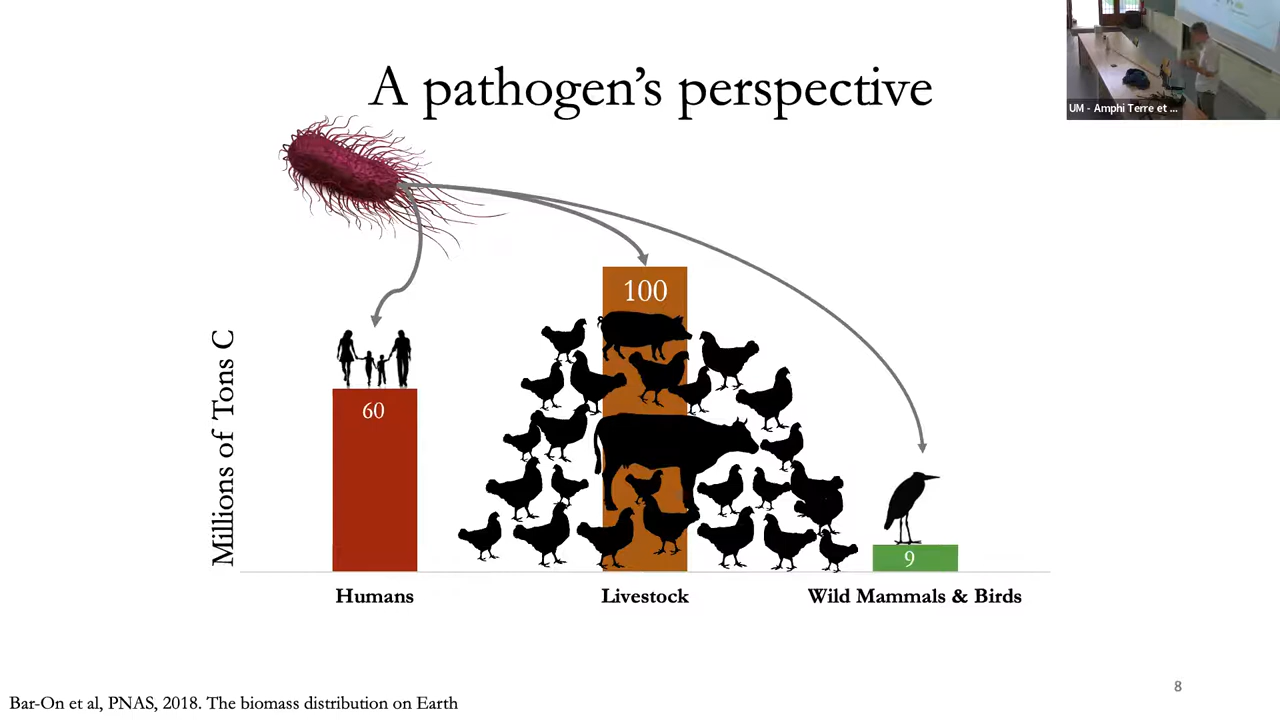 A pathogen's perspective
UM - Amphi Terre et ...
Millions of Tons C
100
60
9
Humans
Livestock
Wild Mammals & Birds
8
Bar-On et al, PNAS, 2018. The biomass distribution on Earth